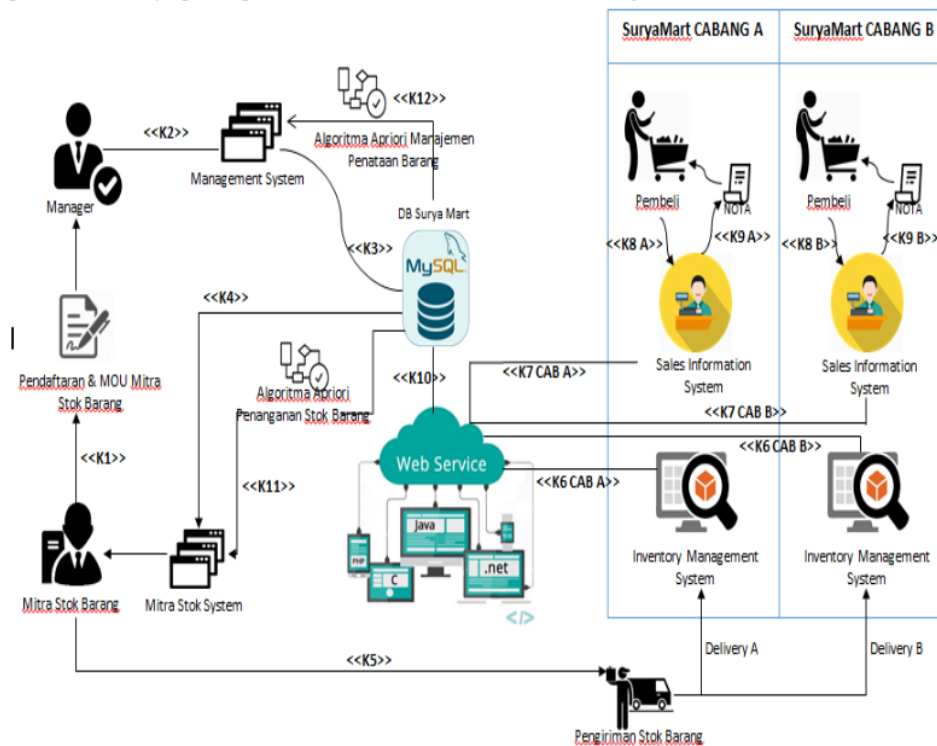 SuryaMart CABANG A
SuryaMart CABANG B
<<K12>>
<<K2>>
Algoritma Apriori Manajemen
Penataan Barang
Management System
Manager
DB Surya Mart
Pembeli
NOTA
Pembeli
NOTA
<<K8 A>>
<<K9 A>>
<<K8 B>>
<<K9 B>>
<<K3>>
MySQL
<<K4>>
Sales Information
System
Sales Information
System
<<K7 CAB A>>
<<K10>>
Pendaftaran & MOU Mitra
Stok Barang
Algoritma Apriori
Penanganan Stok Barang
<<K7 CAB B>>
<<K6 CAB B>>
<<K1>>
Web Service
<<K6 CAB A>>
<<K11>>
Java
PHP
C
.net
</>
Inventory Management
System
Inventory Management
System
Mitra Stok Barang
Mitra Stok System
Delivery A
Delivery B
<<K5>>
Pengiriman Stok Barang